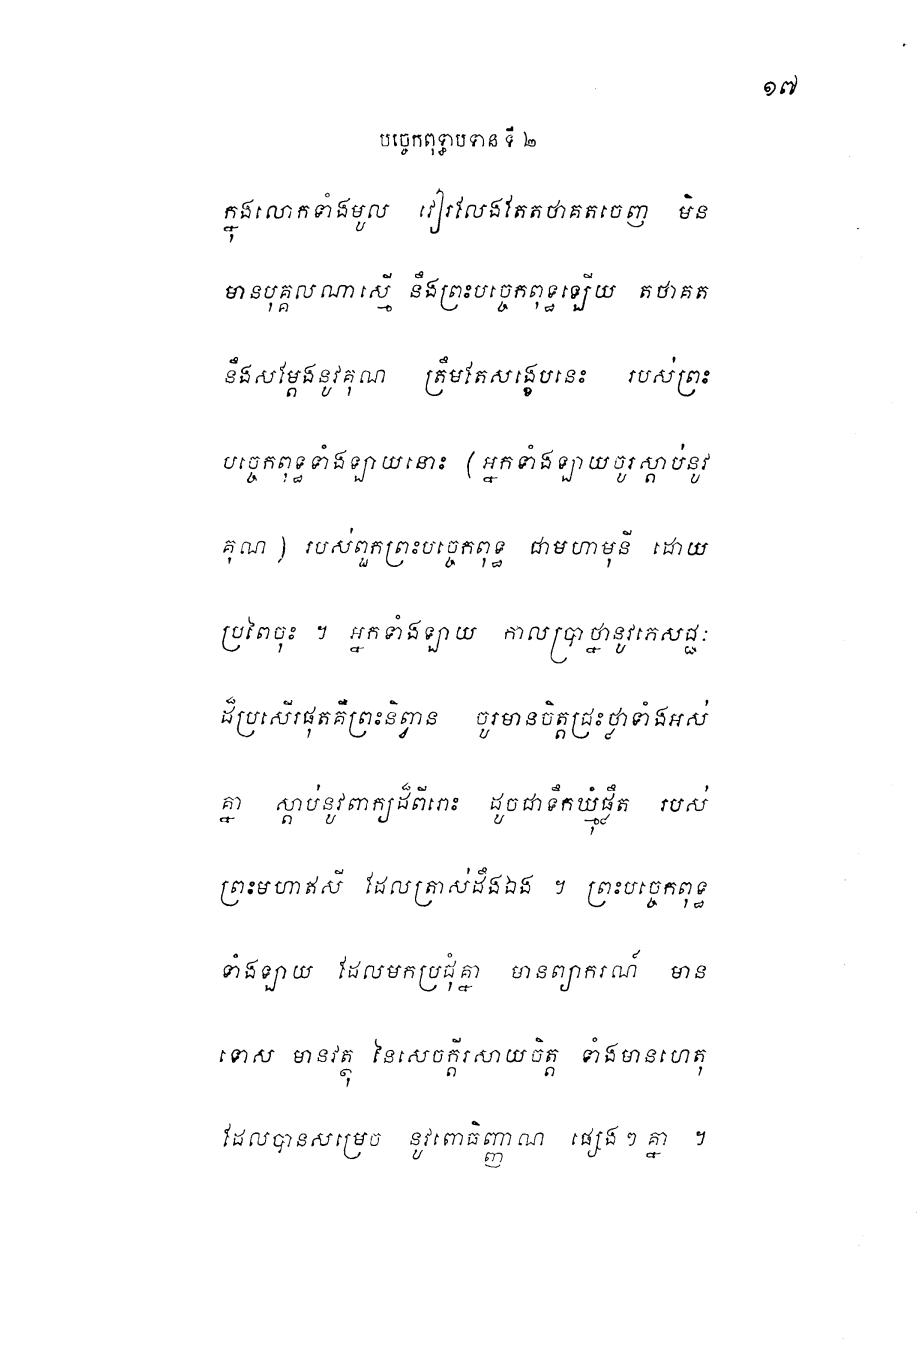 ១៧
បច្ចេកពុទ្ធាបទាន ទី ២
ក្នុងលោកទាំងមូល វៀរលែងតែតថាគតចេញ មិន
មានបុគ្គលណាស្មើ នឹងព្រះបច្ចេកពុទ្ធឡើយ តថាគត
នឹងសម្តែងនូវគុណ ត្រឹមតែសង្ខេបនេះ របស់ព្រះ
បច្ចេកពុទ្ធទាំងឡាយនោះ (អ្នកទាំងឡាយចូរស្តាប់នូវ
គុណ) របស់ពួកព្រះបច្ចេកពុទ្ធ ជាមហាមុនី ដោយ
ប្រពៃចុះ ។ អ្នកទាំងឡាយ កាលប្រាថ្នានូវភេសជ្ជៈ
ដ៏ប្រសើរផុតគឺព្រះនិព្វាន ចូរមានចិត្តជ្រះថ្លាទាំងអស់
គ្នា ស្តាប់នូវពាក្យដ៏ពីរោះ ដូចជាទឹកឃ្មុំផ្លឹត របស់
ព្រះមហាឥសី ដែលត្រាស់ដឹងឯង ។ ព្រះបច្ចេកពុទ្ធ
ទាំងឡាយ ដែលមកប្រជុំគ្នា មានព្យាករណ៍ មាន
ទោស មានវត្ថុ នៃសេចក្តីរសាយចិត្ត ទាំងមានហេតុ
ដែលបានសម្រេច នូវពោធិញ្ញាណ ផ្សេងៗគ្នា ។